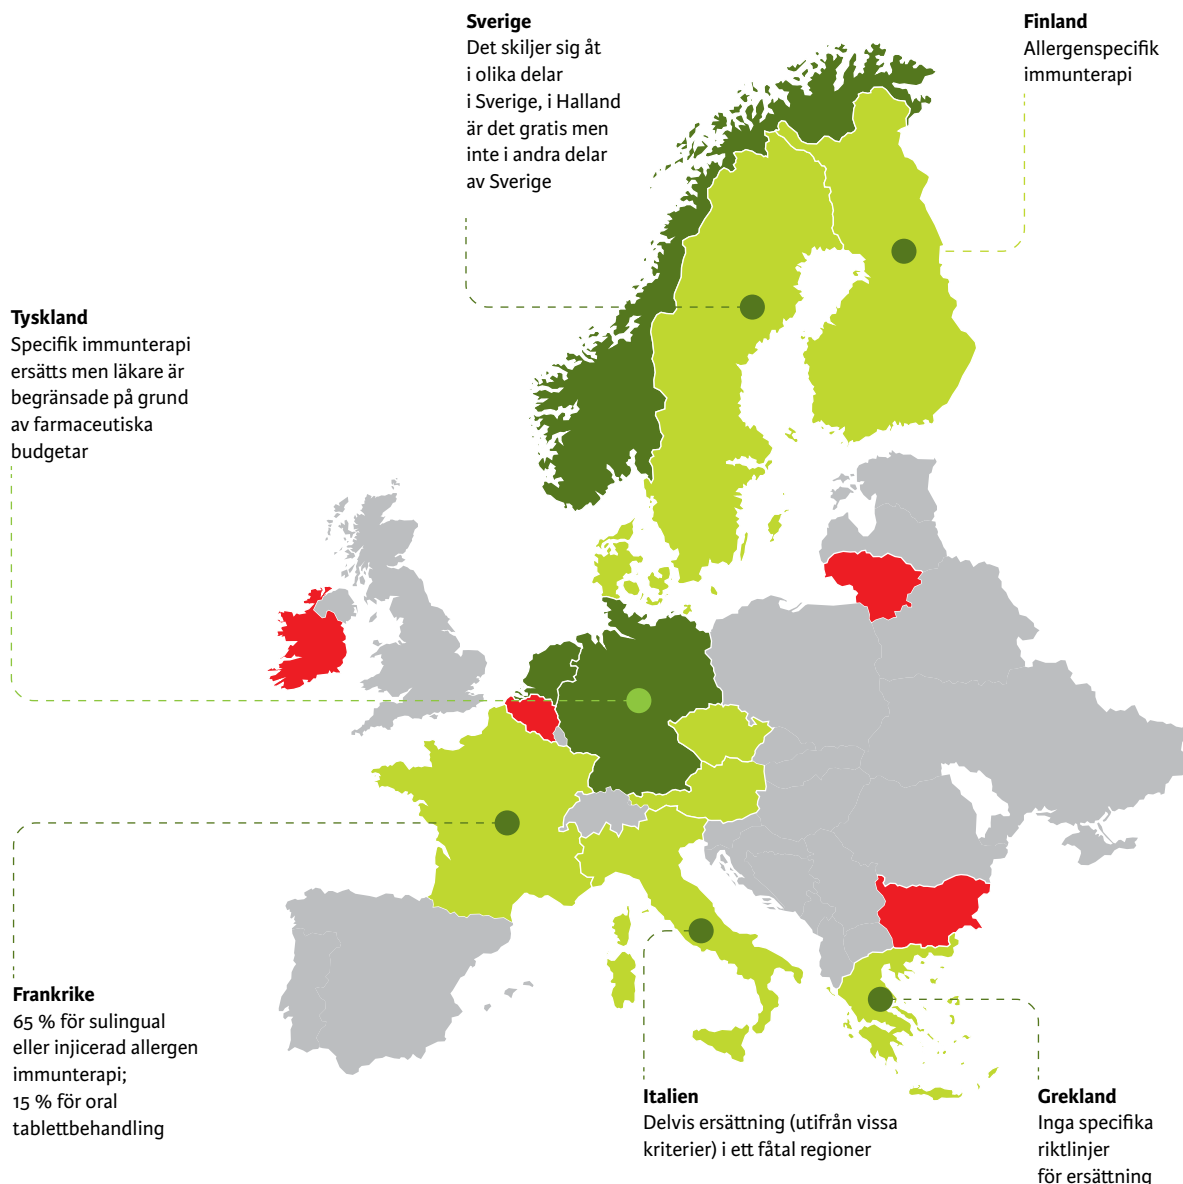 Sverige
Det skiljer sig åt
i olika delar
i Sverige, i Halland
är det gratis men
inte i andra delar
av Sverige
Finland
Allergenspecifik
immunterapi
Tyskland
Specifik immunterapi
ersätts men läkare är
begränsade på grund
av farmaceutiska
budgetar
Frankrike
65 % för sulingual
eller injicerad allergen
immunterapi;
15 % för oral
tablettbehandling
Italien
Delvis ersättning (utifrån vissa
kriterier) i ett fåtal regioner
Grekland
Inga specifika
riktlinjer
för ersättning